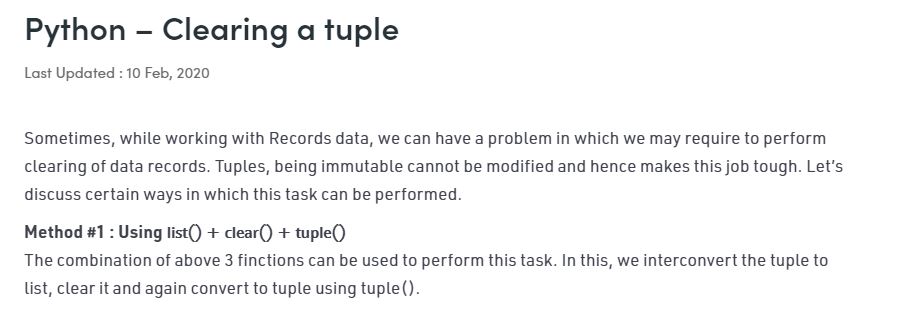 Python – Clearing a tuple
Last Updated : 10 Feb, 2020
Sometimes, while working with Records data, we can have a problem in which we may require to perform
clearing of data records. Tuples, being immutable cannot be modified and hence makes this job tough. Let's
discuss certain ways in which this task can be performed.
Method #1 : Using list() + clear() + tuple()
The combination of above 3 finctions can be used to perform this task. In this, we interconvert the tuple to
list, clear it and again convert to tuple using tuple().